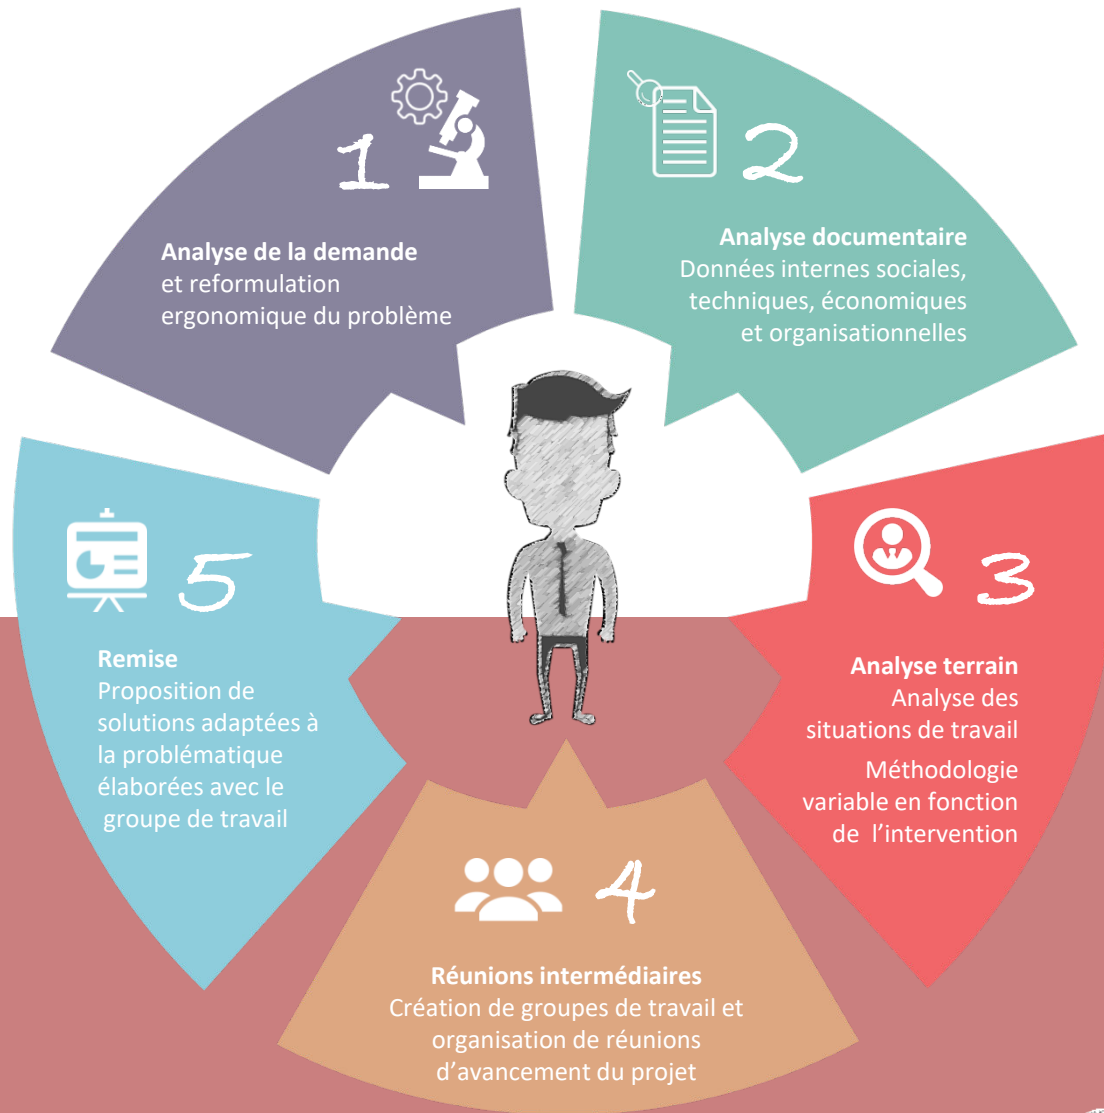 1
Analyse de la demande
et reformulation
ergonomique du problème
2
Analyse documentaire
Données internes sociales,
techniques, économiques
et organisationnelles
3
Analyse terrain
Analyse des
situations de travail
Méthodologie
variable en fonction
de l'intervention
4
Réunions intermédiaires
Création de groupes de travail et
organisation de réunions
d'avancement du projet
5
Remise
Proposition de
solutions adaptées à
la problématique
élaborées avec le
groupe de travail